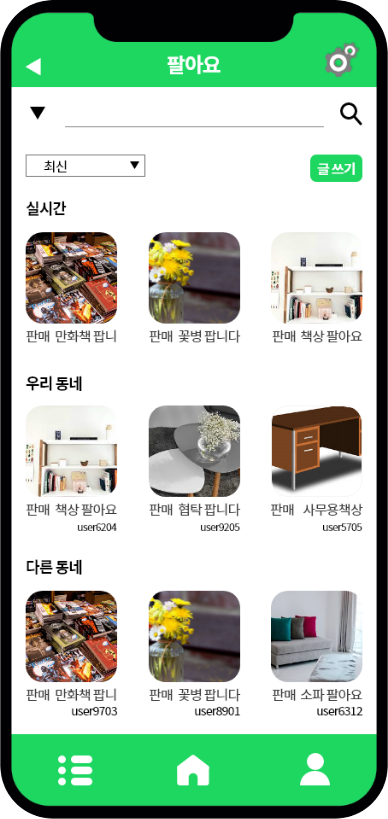 팔아요
최신
글쓰기
실시간
판매 만화책 팝니
판매 꽃병 팝니다
판매 책상 팔아요
우리 동네
판매 책상 팔아요
user6204
판매 협탁 팝니다
user9205
판매 사무용책상
user5705
다른 동네
판매 만화책 팝니
user9703
판매 꽃병 팝니다
user8901
판매 소파 팔아요
user6312